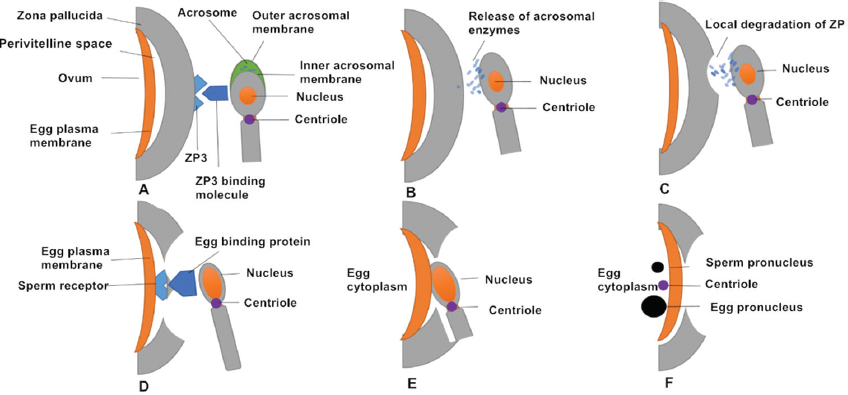 Zona pallucida
Perivitelline space
Ovum
Egg plasma
membrane
Acrosome
Outer acrosomal
membrane
Inner acrosomal
membrane
Nucleus
Centriole
ZP3
ZP3 binding
molecule
A
Release of acrosomal
enzymes
Nucleus
Centriole
B
Local degradation of ZP
Nucleus
Centriole
C
Egg plasma
membrane
Sperm receptor
Egg binding protein
Nucleus
Centriole
D
Egg
cytoplasm
Nucleus
Centriole
E
Egg
cytoplasm
Sperm pronucleus
Centriole
Egg pronucleus
F